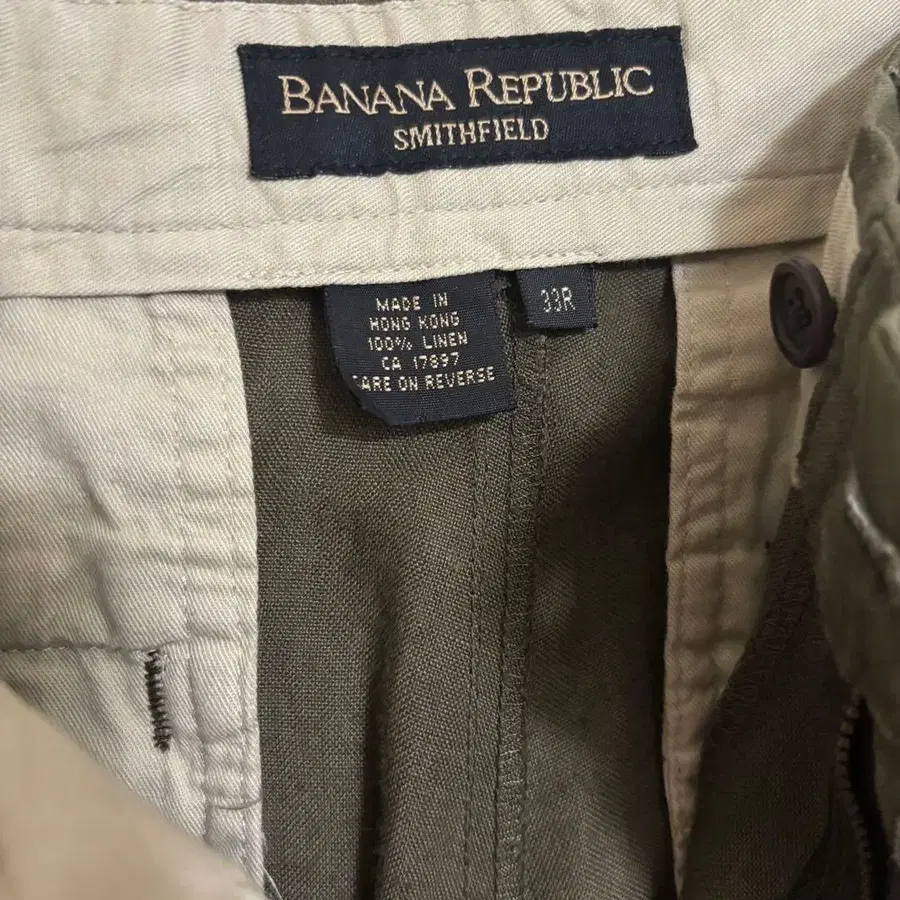 BANANA REPUBLIC
SMITHFIELD
MADE IN
HONG KONG
100% LINEN
CA 17897
CARE ON REVERSE
33R